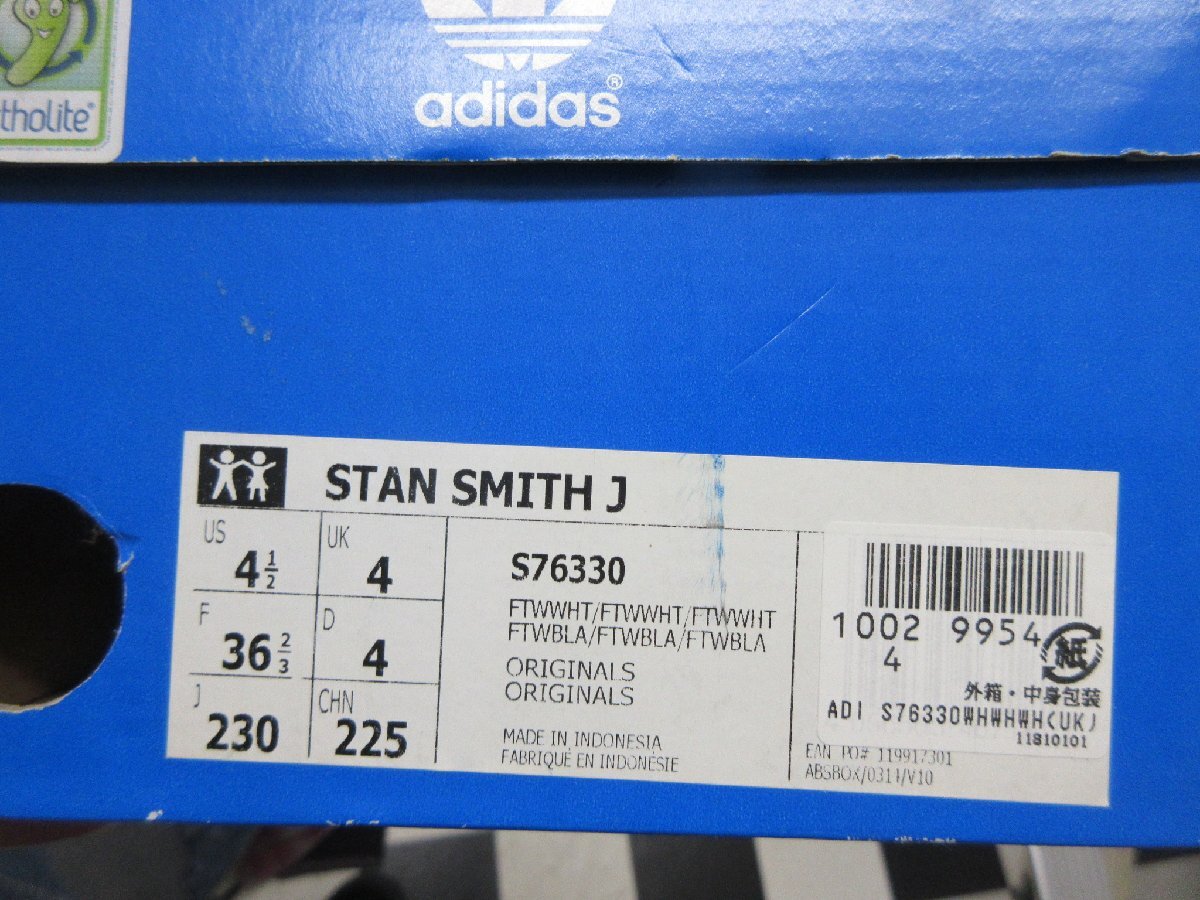 tholite®
adidas®
STAN SMITH J
US 4 1/2
UK 4
F 36 2/3
D 4
J 230
CHN 225
S76330
FTWWHT/FTWWHT/FTWWHT
FTWBLA/FTWBLA/FTWBLA
ORIGINALS
ORIGINALS
MADE IN INDONESIA
FABRIQUÉ EN INDONÉSIE
1002 9954
4
紙
外箱・中身包装
ADI S76330WHWHWH(UK)
11810101
EAN PO# 119917301
ABSBOX/0314/V10